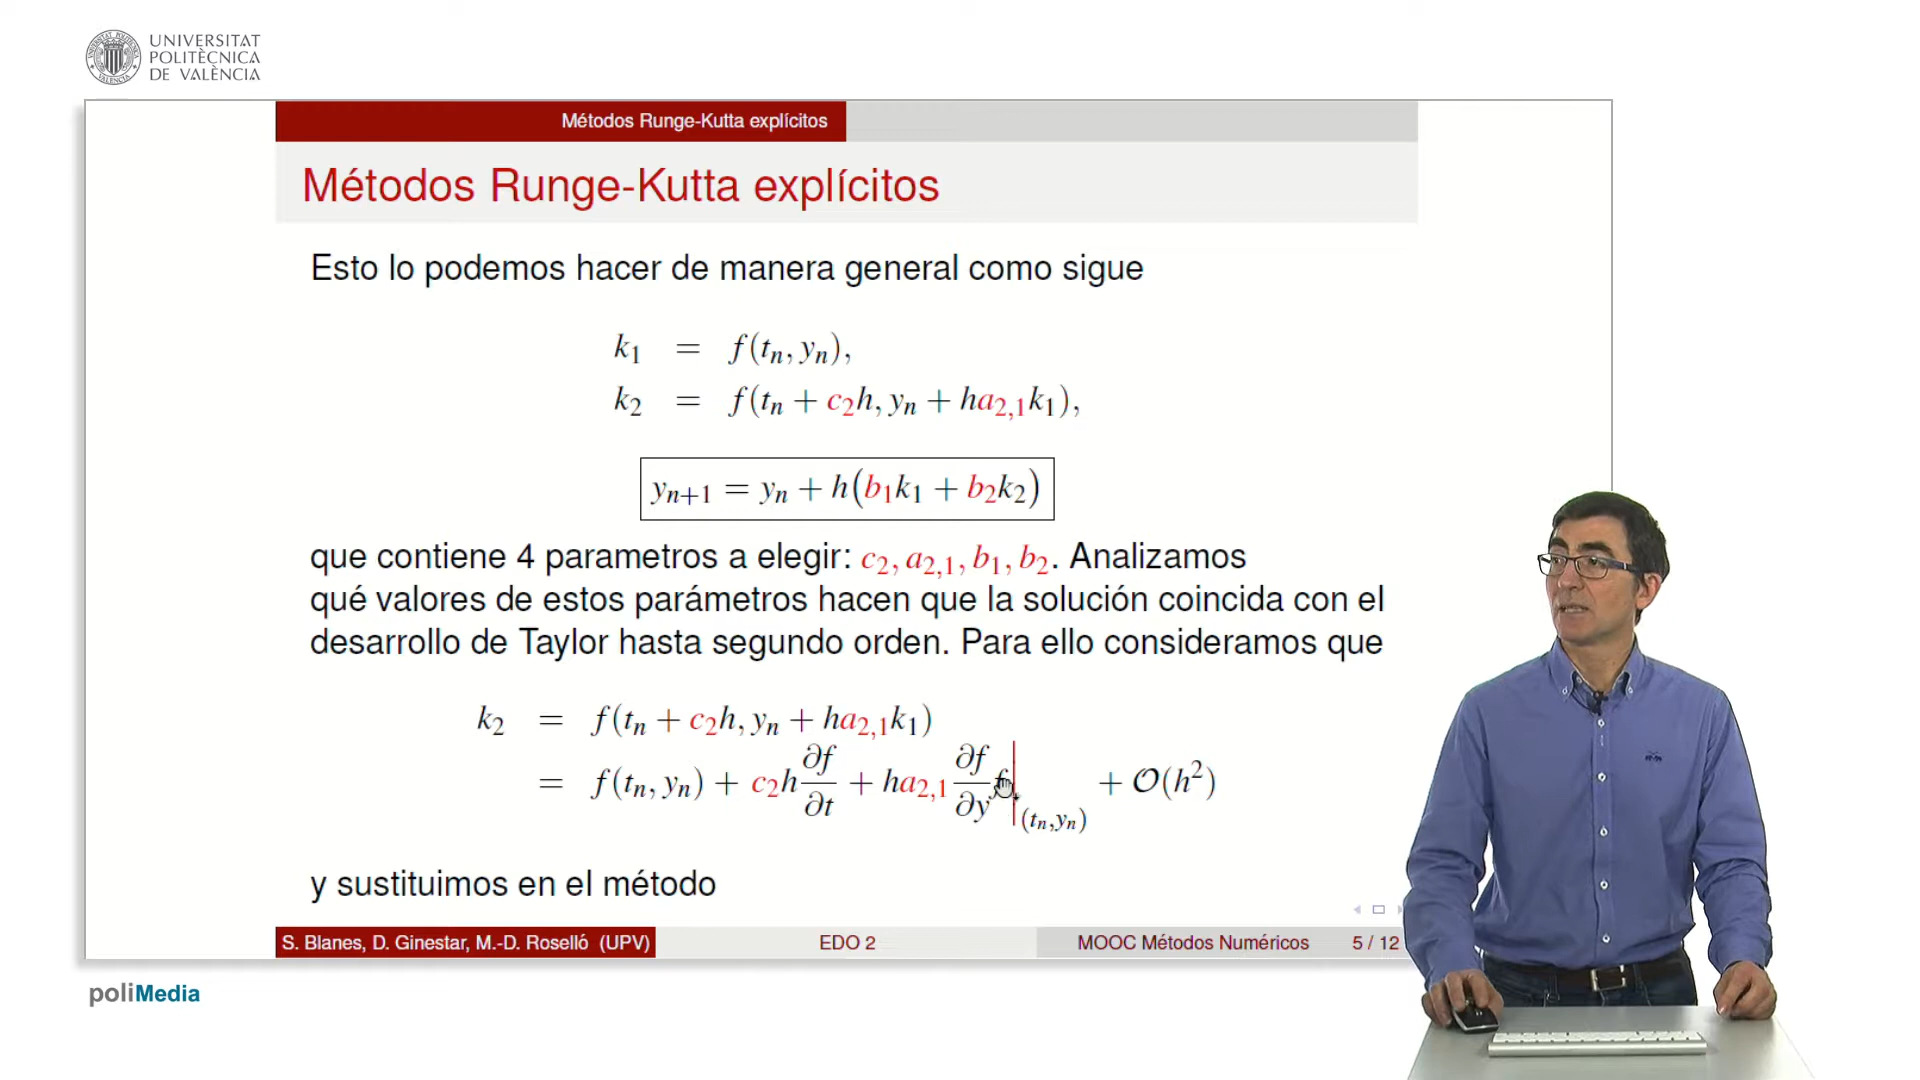 UNIVERSITAT
POLITÈCNICA
DE VALÈNCIA
Métodos Runge-Kutta explícitos
Métodos Runge-Kutta explícitos
Esto lo podemos hacer de manera general como sigue
k₁ = f(tₙ, yₙ),
k₂ = f(tₙ + c₂h, yₙ + ha₂,₁k₁),
yₙ₊₁ = yₙ + h(b₁k₁ + b₂k₂)
que contiene 4 parametros a elegir: c₂, a₂,₁, b₁, b₂. Analizamos
qué valores de estos parámetros hacen que la solución coincida con el
desarrollo de Taylor hasta segundo orden. Para ello consideramos que
k₂ = f(tₙ + c₂h, yₙ + ha₂,₁k₁)
= f(tₙ, yₙ) + c₂h ∂f/∂t + ha₂,₁ ∂f/∂y f|(tₙ,yₙ) + O(h²)
y sustituimos en el método
S. Blanes, D. Ginestar, M.-D. Roselló (UPV) EDO 2 MOOC Métodos Numéricos 5 / 12
poliMedia